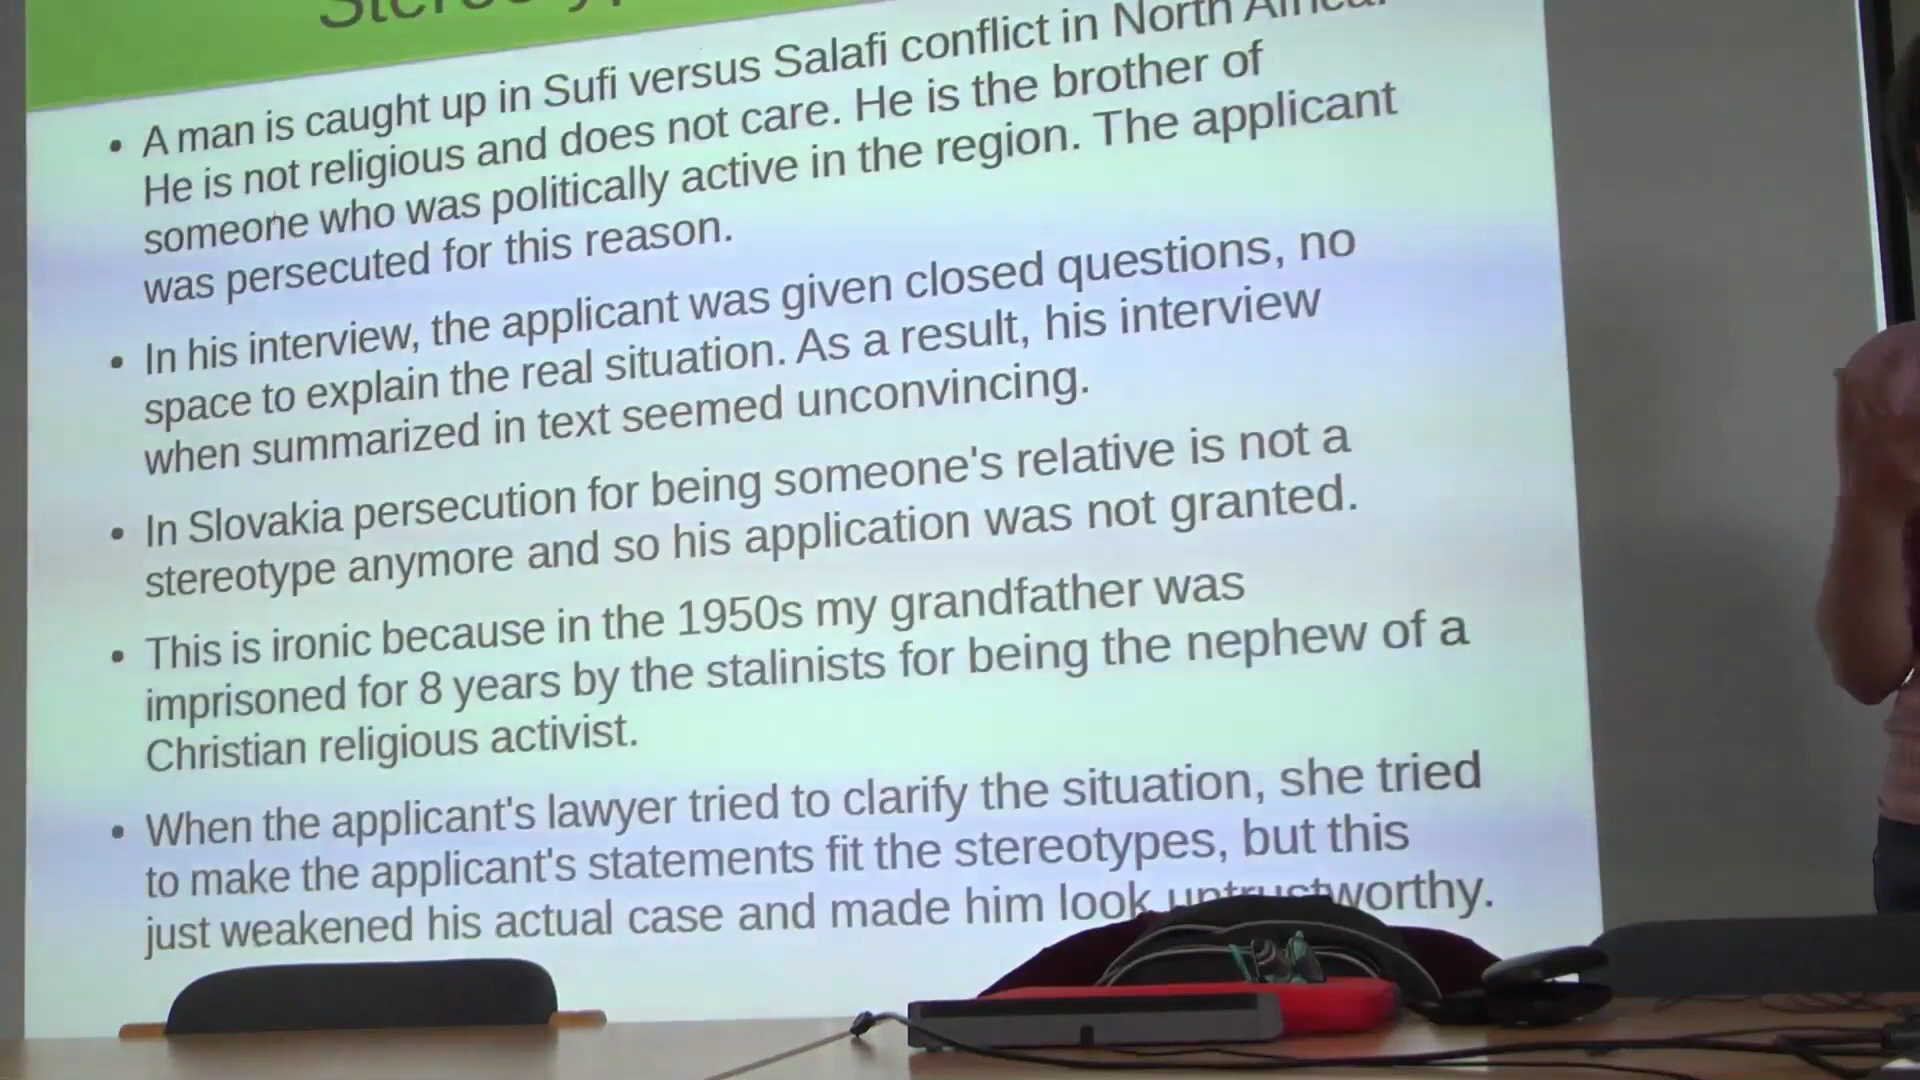 • A man is caught up in Sufi versus Salafi conflict in North Africa.
He is not religious and does not care. He is the brother of
someone who was politically active in the region. The applicant
was persecuted for this reason.
• In his interview, the applicant was given closed questions, no
space to explain the real situation. As a result, his interview
when summarized in text seemed unconvincing.
• In Slovakia persecution for being someone's relative is not a
stereotype anymore and so his application was not granted.
• This is ironic because in the 1950s my grandfather was
imprisoned for 8 years by the stalinists for being the nephew of a
Christian religious activist.
• When the applicant's lawyer tried to clarify the situation, she tried
to make the applicant's statements fit the stereotypes, but this
just weakened his actual case and made him look untrustworthy.